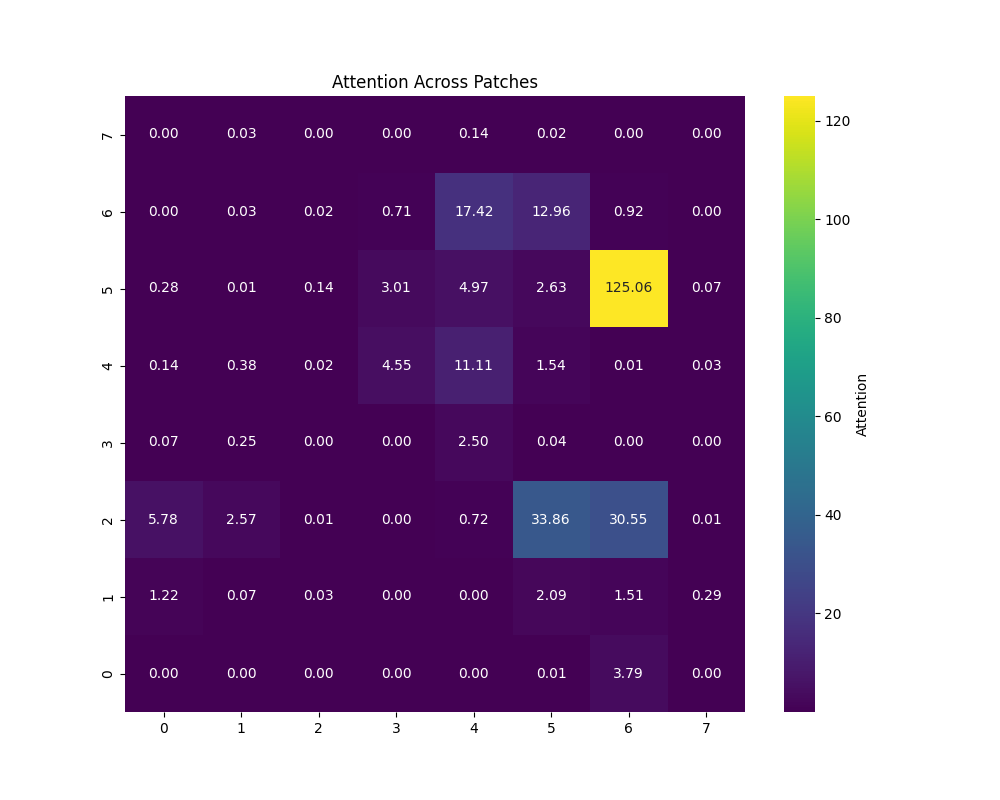 Attention Across Patches
7 0.00 0.03 0.00 0.00 0.14 0.02 0.00 0.00
6 0.00 0.03 0.02 0.71 17.42 12.96 0.92 0.00
5 0.28 0.01 0.14 3.01 4.97 2.63 125.06 0.07
4 0.14 0.38 0.02 4.55 11.11 1.54 0.01 0.03
3 0.07 0.25 0.00 0.00 2.50 0.04 0.00 0.00
2 5.78 2.57 0.01 0.00 0.72 33.86 30.55 0.01
1 1.22 0.07 0.03 0.00 0.00 2.09 1.51 0.29
0 0.00 0.00 0.00 0.00 0.00 0.01 3.79 0.00
0 1 2 3 4 5 6 7
120
100
80
60
40
20
Attention